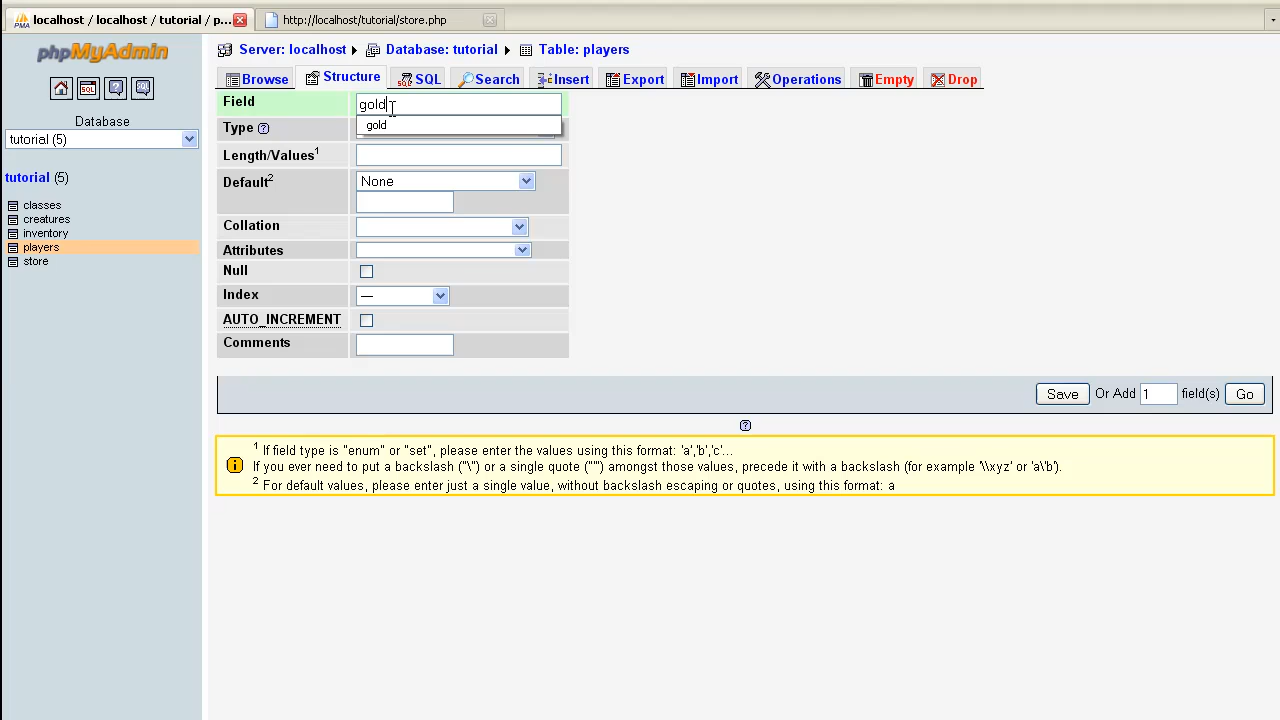 localhost / localhost / tutorial / p...
http://localhost/tutorial/store.php
PMA
phpMyAdmin
SQL
Database
tutorial (5)
tutorial (5)
classes
creatures
inventory
players
store
Server: localhost Database: tutorial Table: players
Browse Structure SQL Search Insert Export Import Operations Empty Drop
Field gold
gold
Type ?
Length/Values1
Default2 None
Collation
Attributes
Null
Index —
AUTO_INCREMENT
Comments
Save Or Add 1 field(s) Go
?
1 If field type is "enum" or "set", please enter the values using this format: 'a','b','c'...
If you ever need to put a backslash ("\") or a single quote ("'") amongst those values, precede it with a backslash (for example '\\xyz' or 'a\'b').
2 For default values, please enter just a single value, without backslash escaping or quotes, using this format: a